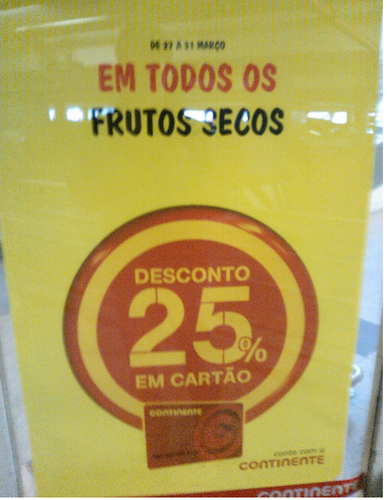 DE 27 A 31 MARÇO
EM TODOS OS
FRUTOS SECOS
DESCONTO
25%
EM CARTÃO
CONTINENTE
conte com o
CONTINENTE
CONTINENTE